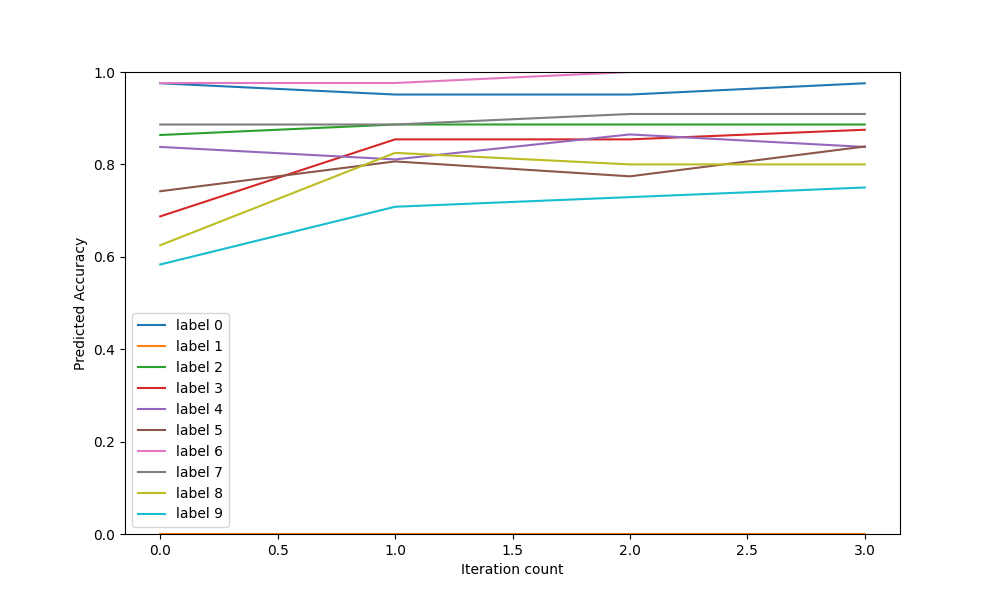 1.0
0.8
0.6
0.4
0.2
0.0
Predicted Accuracy
label 0
label 1
label 2
label 3
label 4
label 5
label 6
label 7
label 8
label 9
0.0 0.5 1.0 1.5 2.0 2.5 3.0
Iteration count